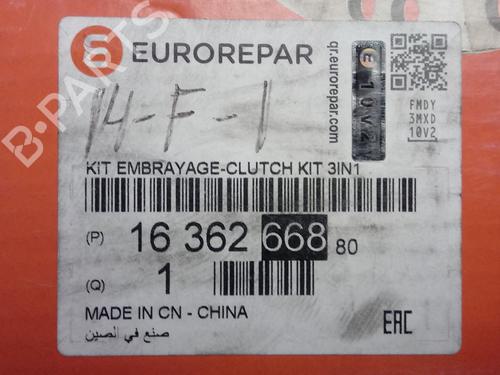 EUROREPAR
qr.eurorepar.com
E 10V2
FMDY
3MXD
10V2
14-F-1
B-PARTS
KIT EMBRAYAGE-CLUTCH KIT 3IN1
(P) 16 362 668 80
(Q) 1
MADE IN CN - CHINA
صنع في الصين
EAC